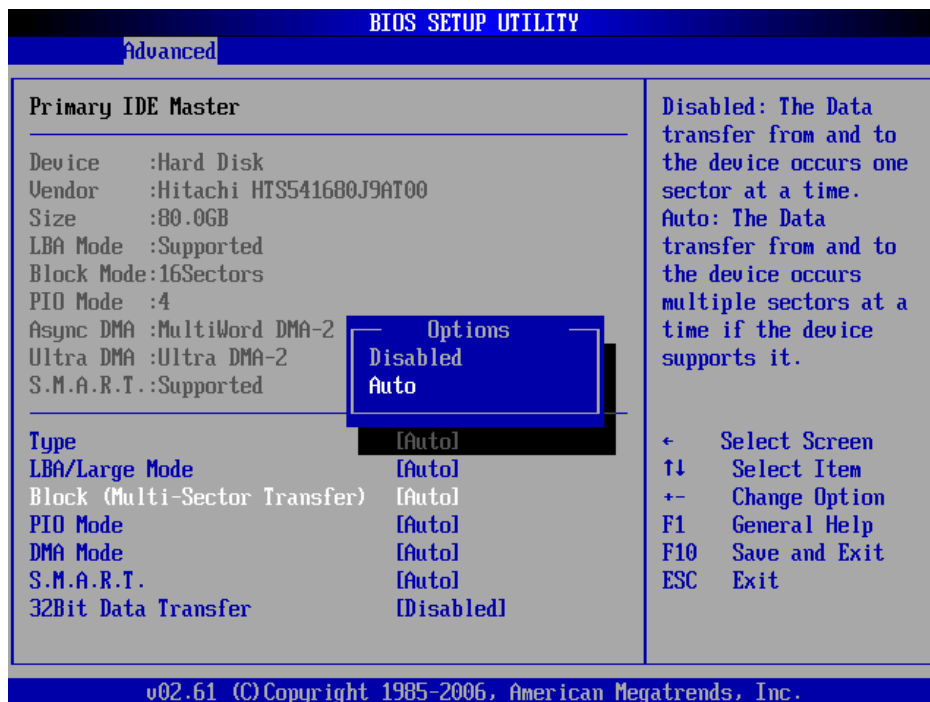 BIOS SETUP UTILITY
Advanced
Primary IDE Master
Device :Hard Disk
Vendor :Hitachi HTS541680J9AT00
Size :80.0GB
LBA Mode :Supported
Block Mode:16Sectors
PIO Mode :4
Async DMA :MultiWord DMA-2
Ultra DMA :Ultra DMA-2
S.M.A.R.T.:Supported
Options
Disabled
Auto
Type [Auto]
LBA/Large Mode [Auto]
Block (Multi-Sector Transfer) [Auto]
PIO Mode [Auto]
DMA Mode [Auto]
S.M.A.R.T. [Auto]
32Bit Data Transfer [Disabled]
Disabled: The Data
transfer from and to
the device occurs one
sector at a time.
Auto: The Data
transfer from and to
the device occurs
multiple sectors at a
time if the device
supports it.
← Select Screen
↑↓ Select Item
+- Change Option
F1 General Help
F10 Save and Exit
ESC Exit
v02.61 (C)Copyright 1985-2006, American Megatrends, Inc.